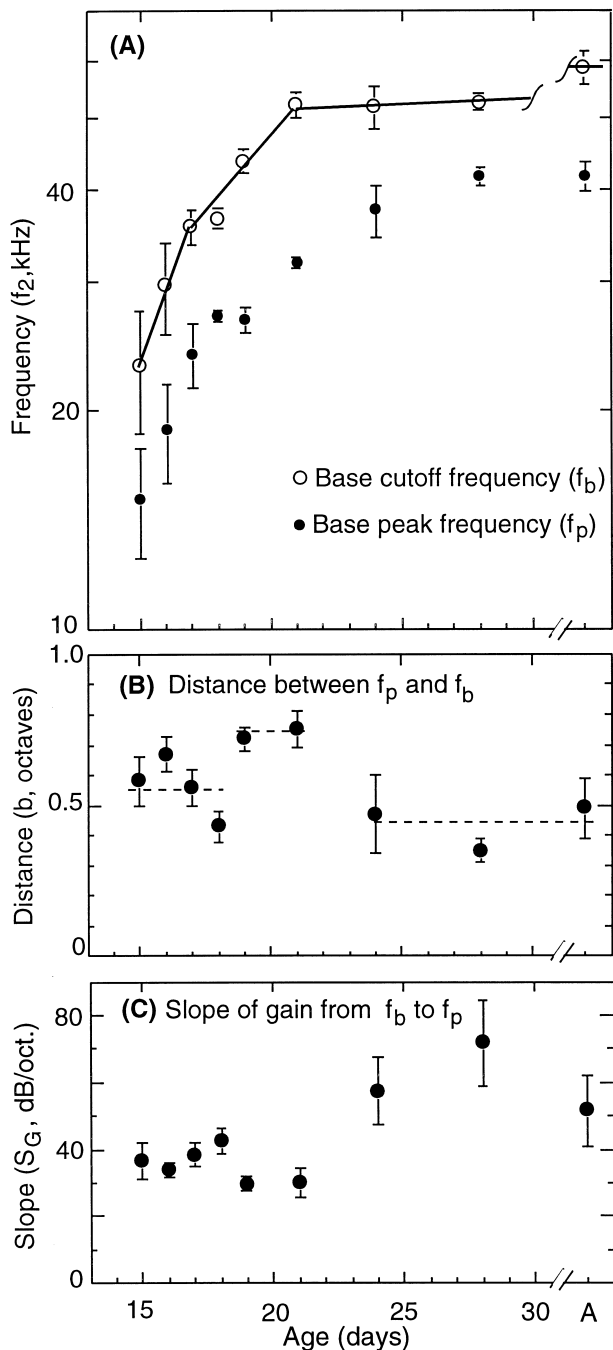 (A)
40
20
10
Frequency (f2,kHz)
Base cutoff frequency (fb)
Base peak frequency (fp)
1.0
0.5
0
Distance (b, octaves)
(B) Distance between fp and fb
80
40
0
Slope (SG, dB/oct.)
(C) Slope of gain from fb to fp
15 20 25 30 A
Age (days)